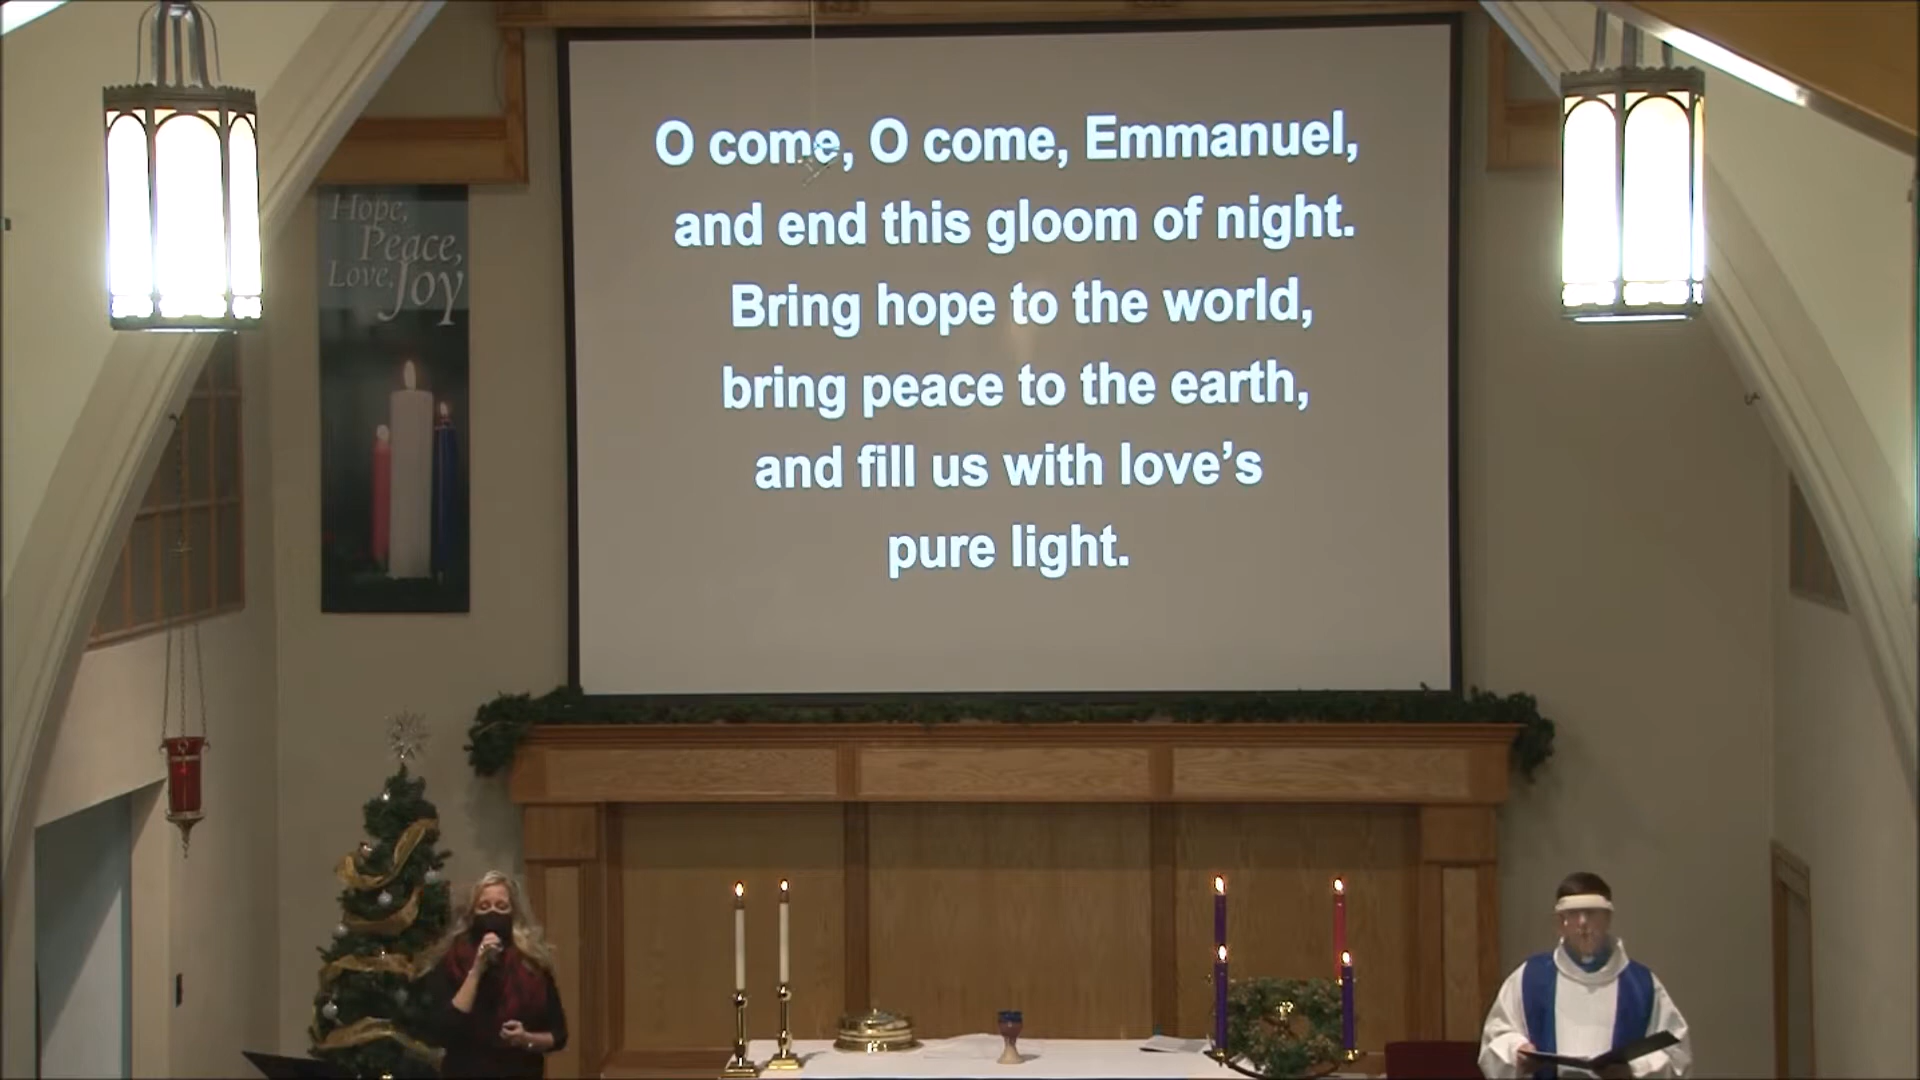 O come, O come, Emmanuel,
and end this gloom of night.
Bring hope to the world,
bring peace to the earth,
and fill us with love’s
pure light.
Hope,
Peace,
Love,
Joy